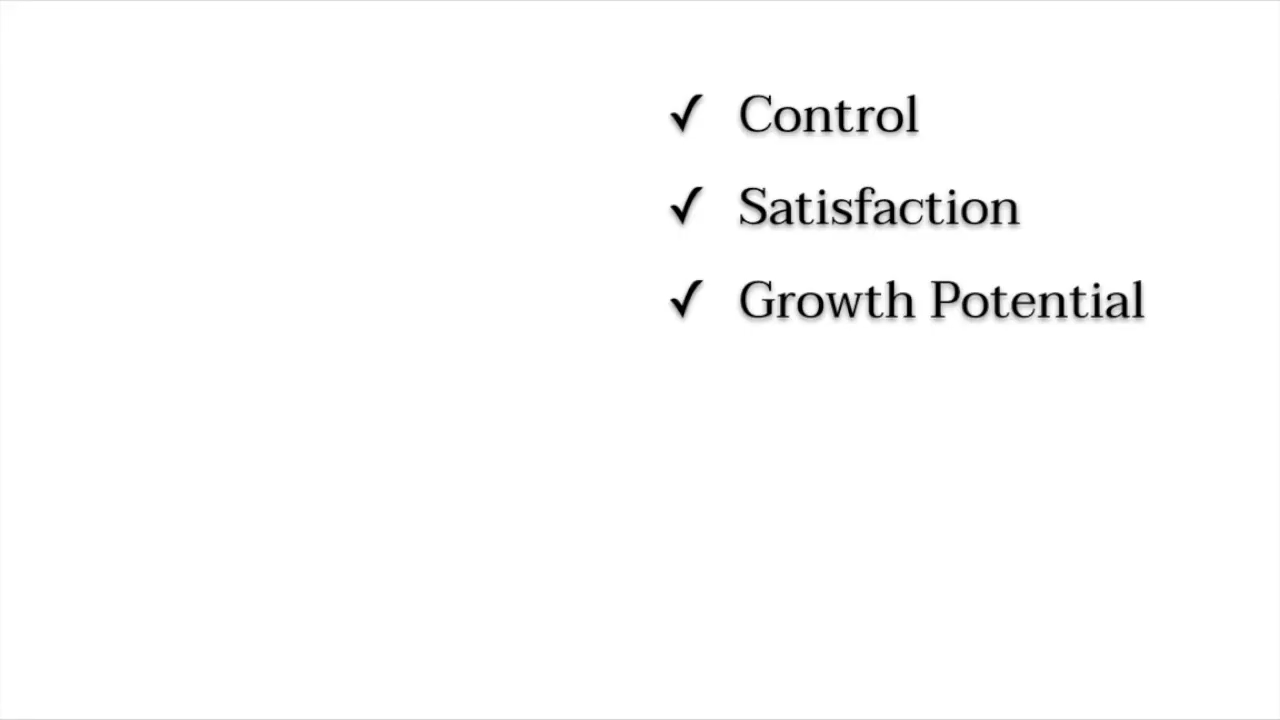 ✓ Control
✓ Satisfaction
✓ Growth Potential